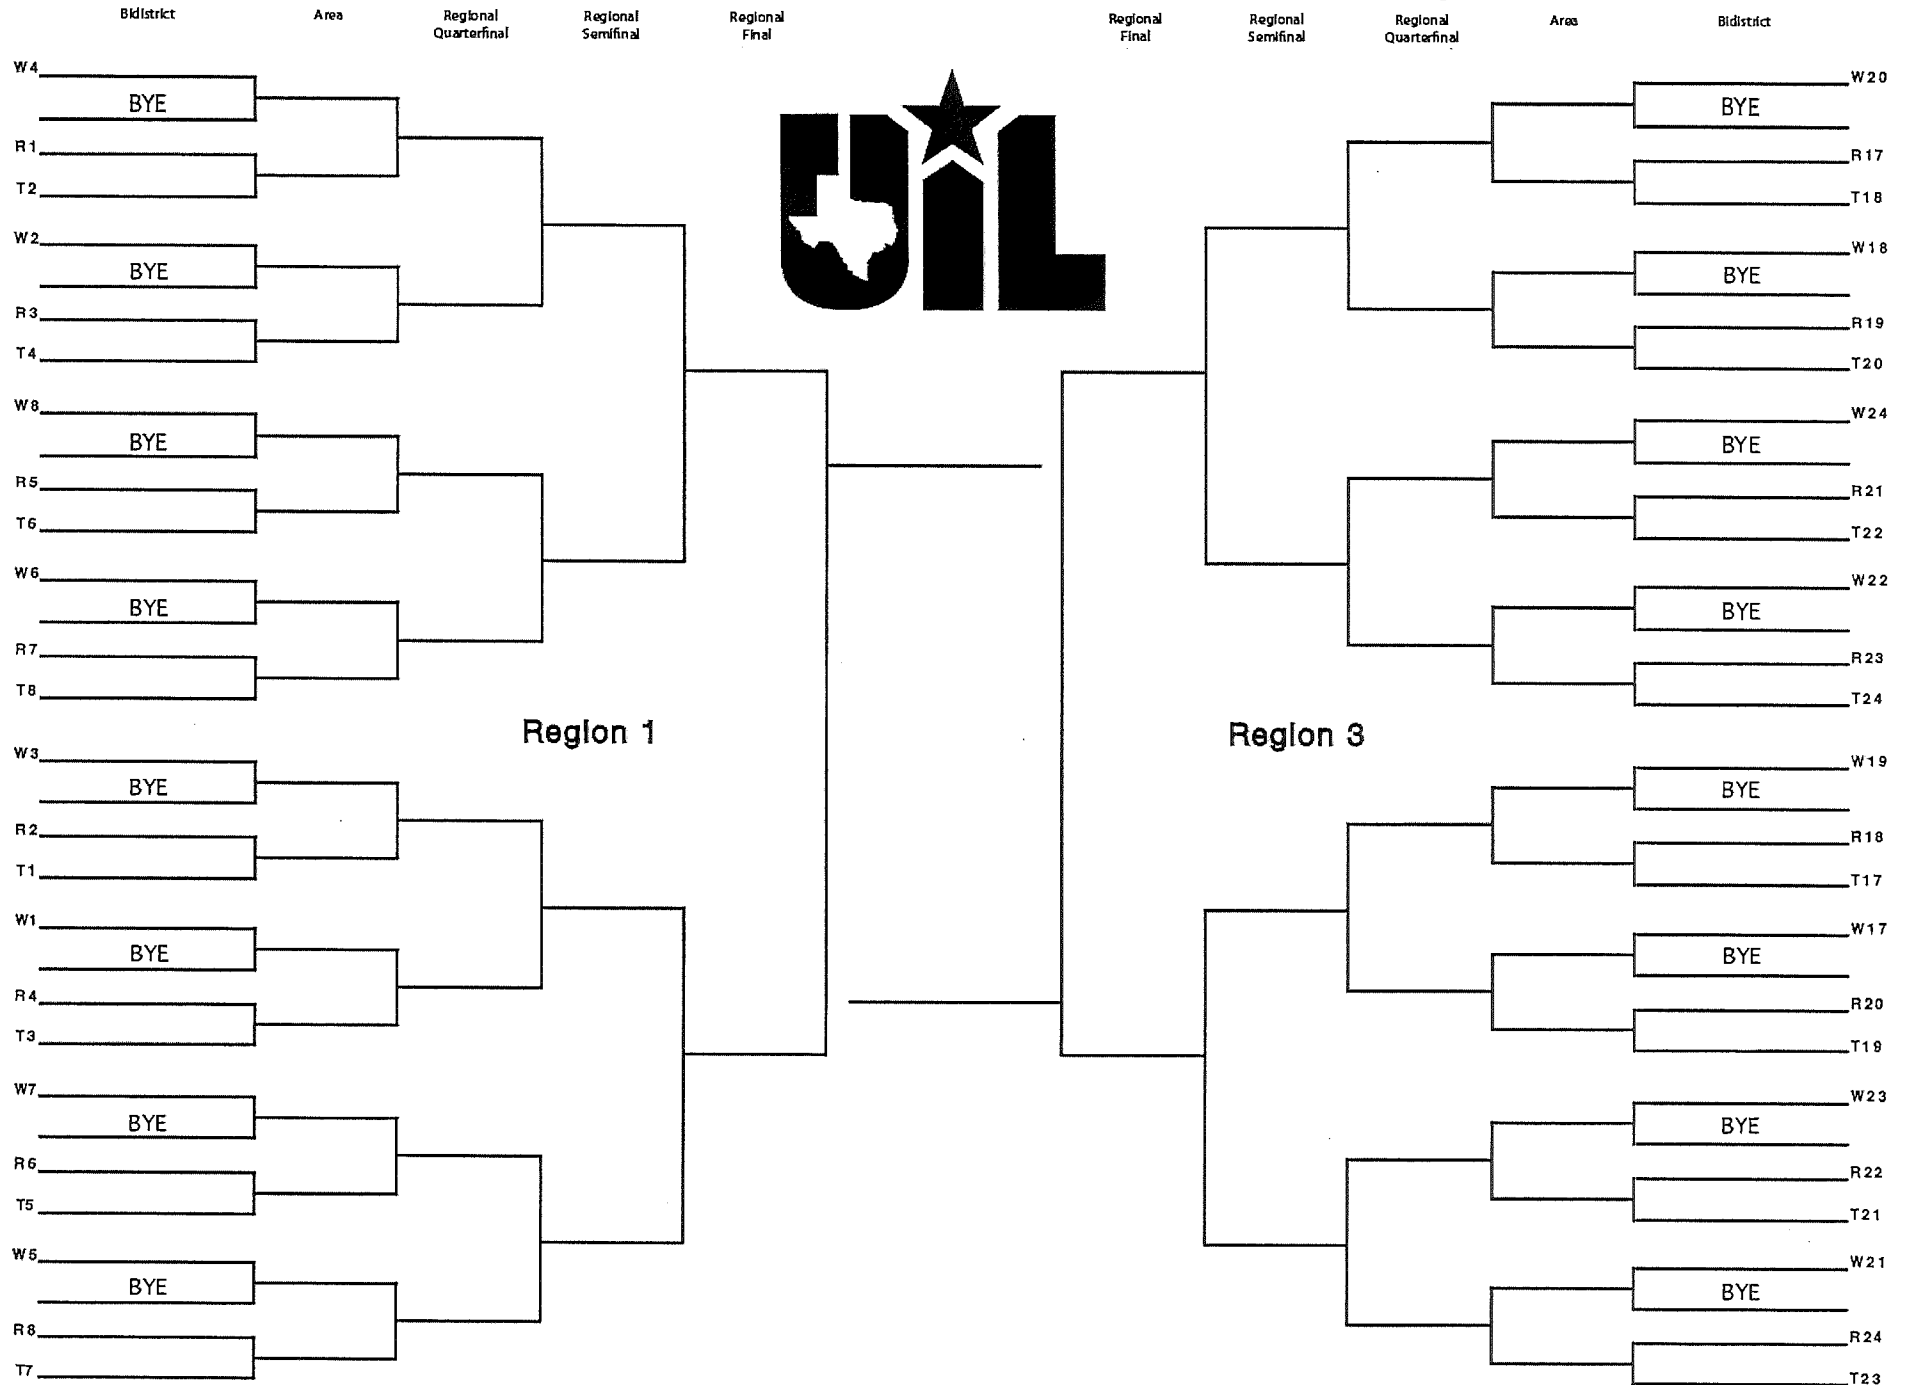 Bidistrict
Area
Regional
Quarterfinal
Regional
Semifinal
Regional
Final
Regional
Final
Regional
Semifinal
Regional
Quarterfinal
Area
Bidistrict
UIL
W4
BYE
R1
T2
W2
BYE
R3
T4
W8
BYE
R5
T6
W6
BYE
R7
T8
Region 1
W3
BYE
R2
T1
W1
BYE
R4
T3
W7
BYE
R6
T5
W5
BYE
R8
T7
W20
BYE
R17
T18
W18
BYE
R19
T20
W24
BYE
R21
T22
W22
BYE
R23
T24
Region 3
W19
BYE
R18
T17
W17
BYE
R20
T19
W23
BYE
R22
T21
W21
BYE
R24
T23